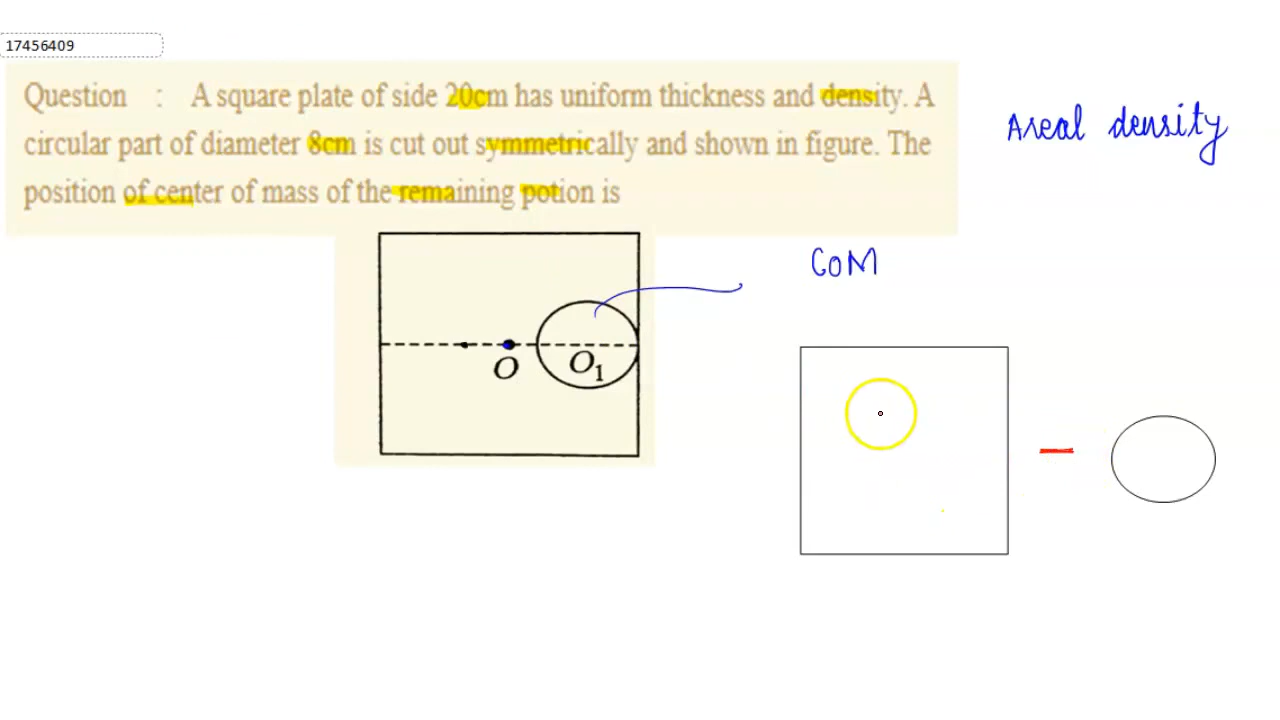 17456409
Question : A square plate of side 20cm has uniform thickness and density. A
circular part of diameter 8cm is cut out symmetrically and shown in figure. The
position of center of mass of the remaining potion is
Areal density
COM
O
O₁